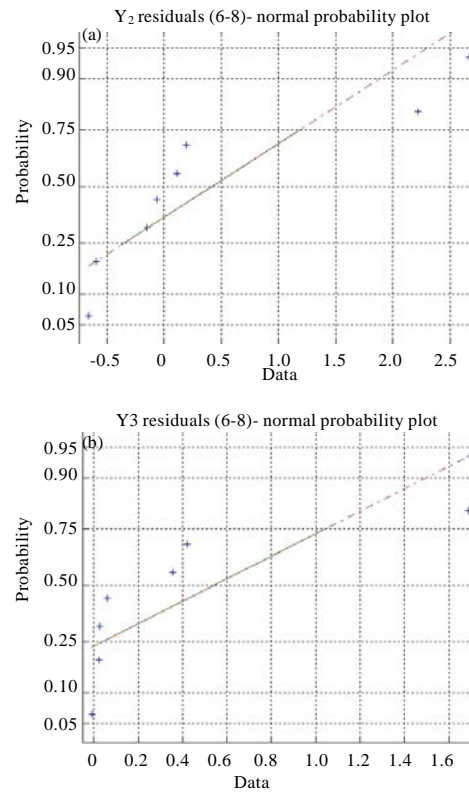 Y₂ residuals (6-8)- normal probability plot
(a)
0.95
0.90
0.75
0.50
0.25
0.10
0.05
Probability
-0.5 0 0.5 1.0 1.5 2.0 2.5
Data
Y3 residuals (6-8)- normal probability plot
(b)
0.95
0.90
0.75
0.50
0.25
0.10
0.05
Probability
0 0.2 0.4 0.6 0.8 1.0 1.2 1.4 1.6
Data